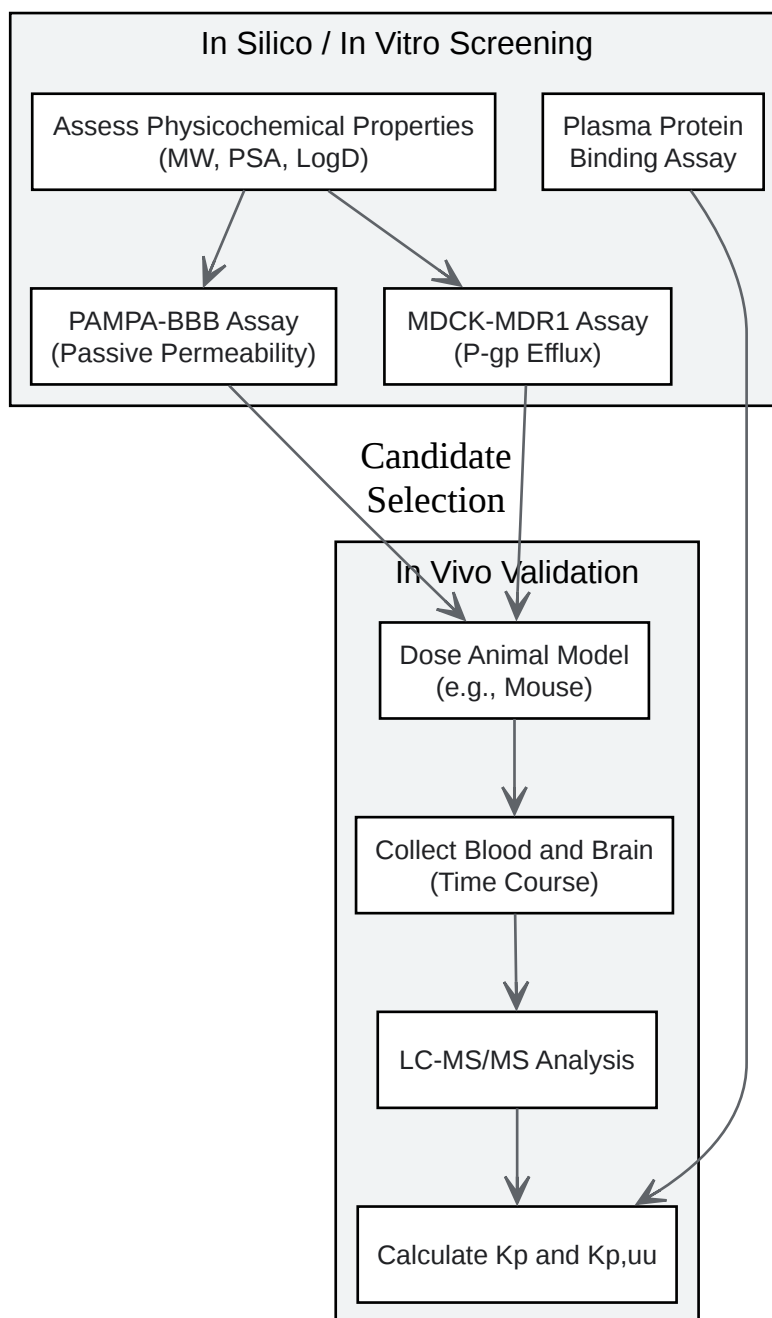 In Silico / In Vitro Screening
Assess Physicochemical Properties
(MW, PSA, LogD)
Plasma Protein
Binding Assay
PAMPA-BBB Assay
(Passive Permeability)
MDCK-MDR1 Assay
(P-gp Efflux)
Candidate
Selection
In Vivo Validation
Dose Animal Model
(e.g., Mouse)
Collect Blood and Brain
(Time Course)
LC-MS/MS Analysis
Calculate Kp and Kp,uu